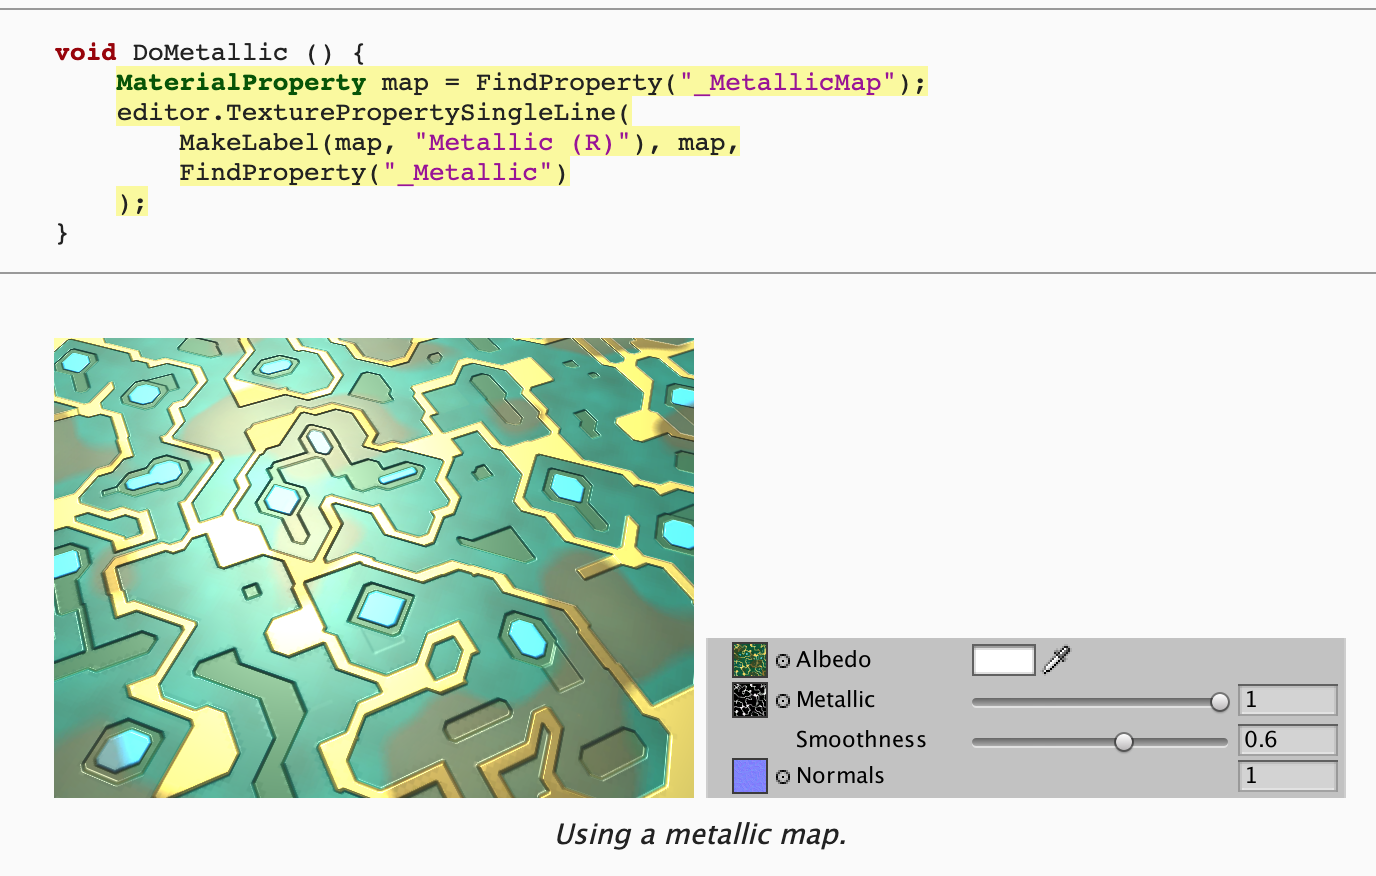 void DoMetallic () {
MaterialProperty map = FindProperty("_MetallicMap");
editor.TexturePropertySingleLine(
MakeLabel(map, "Metallic (R)"), map,
FindProperty("_Metallic")
);
}
Albedo
Metallic 1
Smoothness 0.6
Normals 1
Using a metallic map.